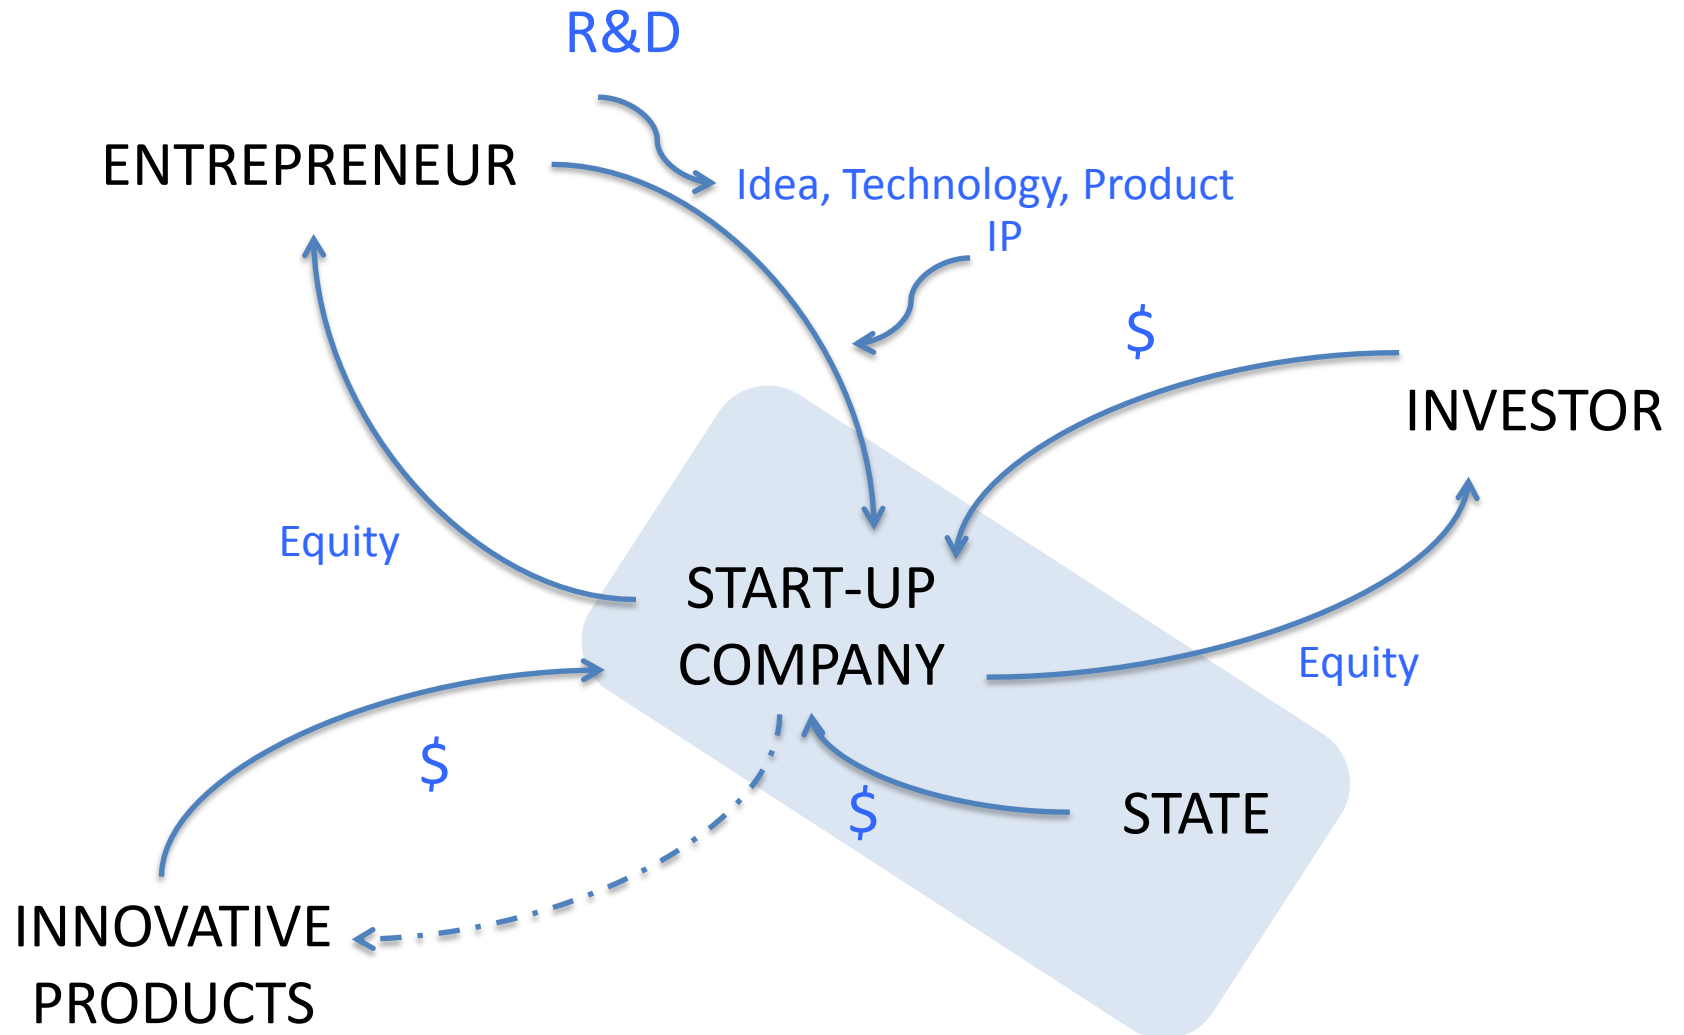 R&D
ENTREPRENEUR
Idea, Technology, Product
IP
$
INVESTOR
Equity
START-UP
COMPANY
Equity
$
$
STATE
INNOVATIVE
PRODUCTS